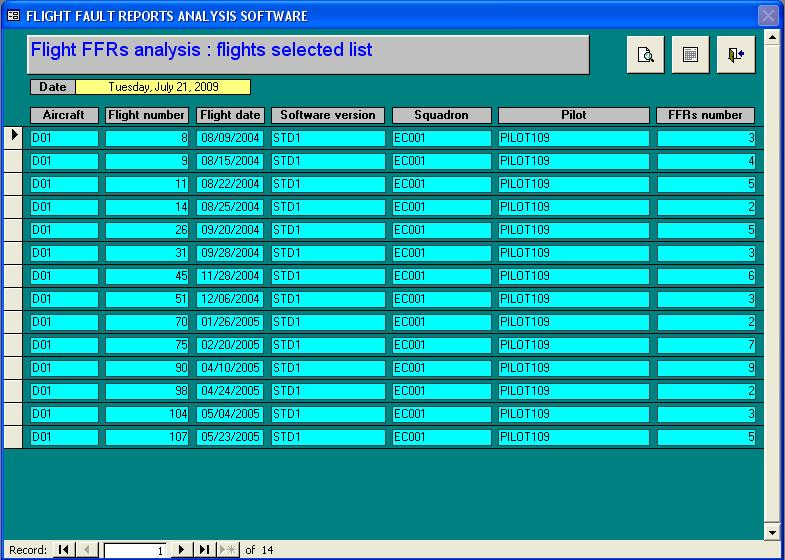 FLIGHT FAULT REPORTS ANALYSIS SOFTWARE
Flight FFRs analysis : flights selected list
Date Tuesday, July 21, 2009
Aircraft Flight number Flight date Software version Squadron Pilot FFRs number
D01 8 08/09/2004 STD1 EC001 PILOT109 3
D01 9 08/15/2004 STD1 EC001 PILOT109 4
D01 11 08/22/2004 STD1 EC001 PILOT109 5
D01 14 08/25/2004 STD1 EC001 PILOT109 2
D01 26 09/20/2004 STD1 EC001 PILOT109 5
D01 31 09/28/2004 STD1 EC001 PILOT109 3
D01 45 11/28/2004 STD1 EC001 PILOT109 6
D01 51 12/06/2004 STD1 EC001 PILOT109 3
D01 70 01/26/2005 STD1 EC001 PILOT109 2
D01 75 02/20/2005 STD1 EC001 PILOT109 7
D01 90 04/10/2005 STD1 EC001 PILOT109 9
D01 98 04/24/2005 STD1 EC001 PILOT109 2
D01 104 05/04/2005 STD1 EC001 PILOT109 3
D01 107 05/23/2005 STD1 EC001 PILOT109 5
Record: 1 of 14